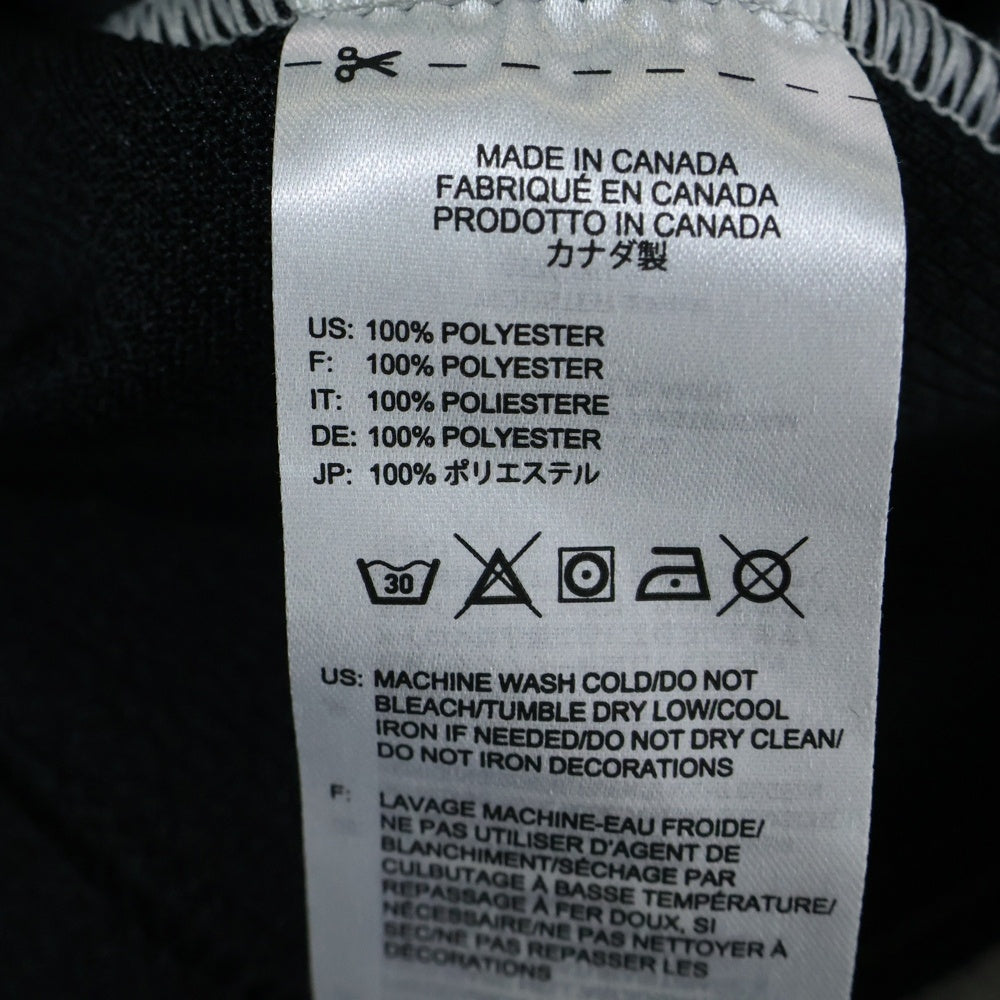 MADE IN CANADA
FABRIQUÉ EN CANADA
PRODOTTO IN CANADA
カナダ製
US: 100% POLYESTER
F: 100% POLYESTER
IT: 100% POLIESTERE
DE: 100% POLYESTER
JP: 100% ポリエステル
30
US: MACHINE WASH COLD/DO NOT
BLEACH/TUMBLE DRY LOW/COOL
IRON IF NEEDED/DO NOT DRY CLEAN/
DO NOT IRON DECORATIONS
F: LAVAGE MACHINE-EAU FROIDE/
NE PAS UTILISER D'AGENT DE
BLANCHIMENT/SÉCHAGE PAR
CULBUTAGE À BASSE TEMPÉRATURE/
REPASSAGE À FER DOUX, SI
NÉCESSAIRE/NE PAS NETTOYER À
SEC/NE PAS REPASSER LES
DÉCORATIONS